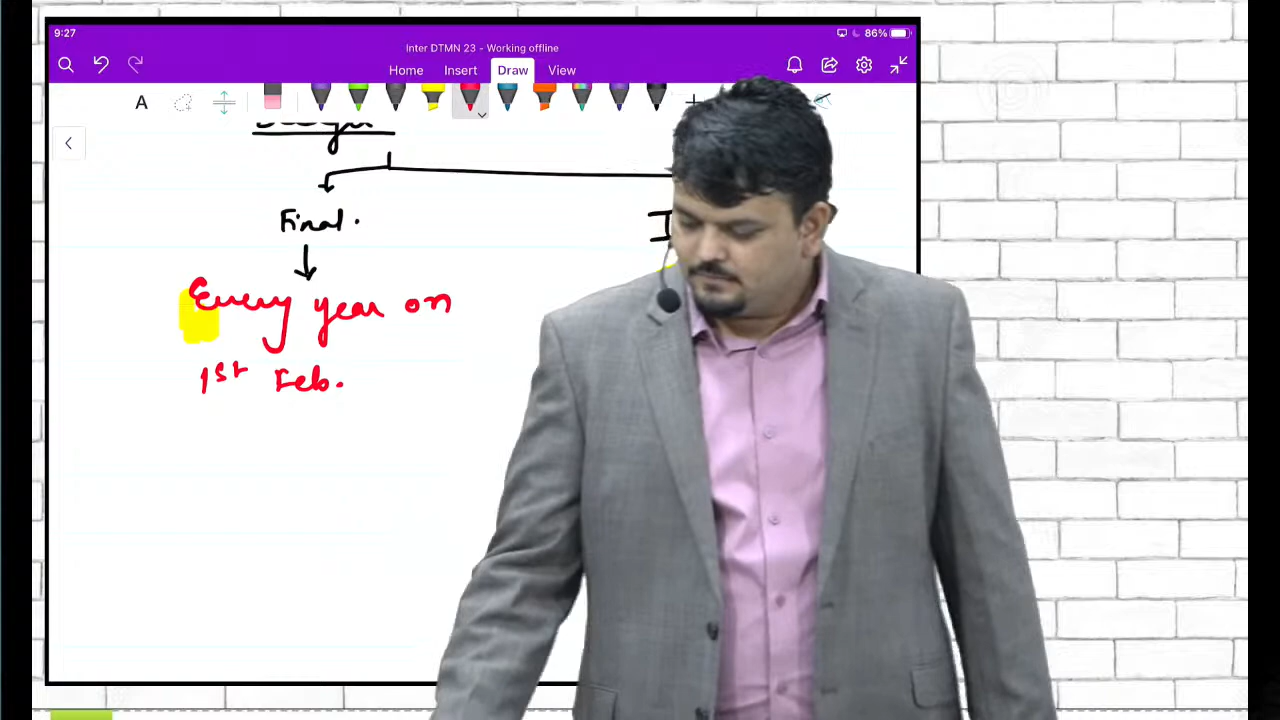 9:27
86%
Inter DTMN 23 - Working offline
Home Insert Draw View
A
Final.
Every year on
1st Feb.